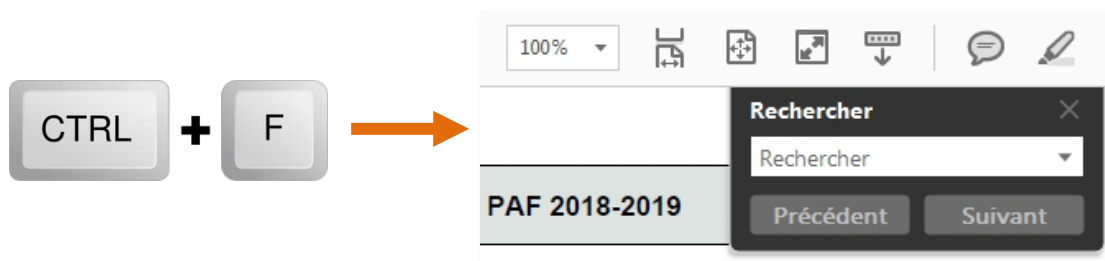 CTRL + F
100%
Rechercher
Rechercher
PAF 2018-2019
Précédent Suivant